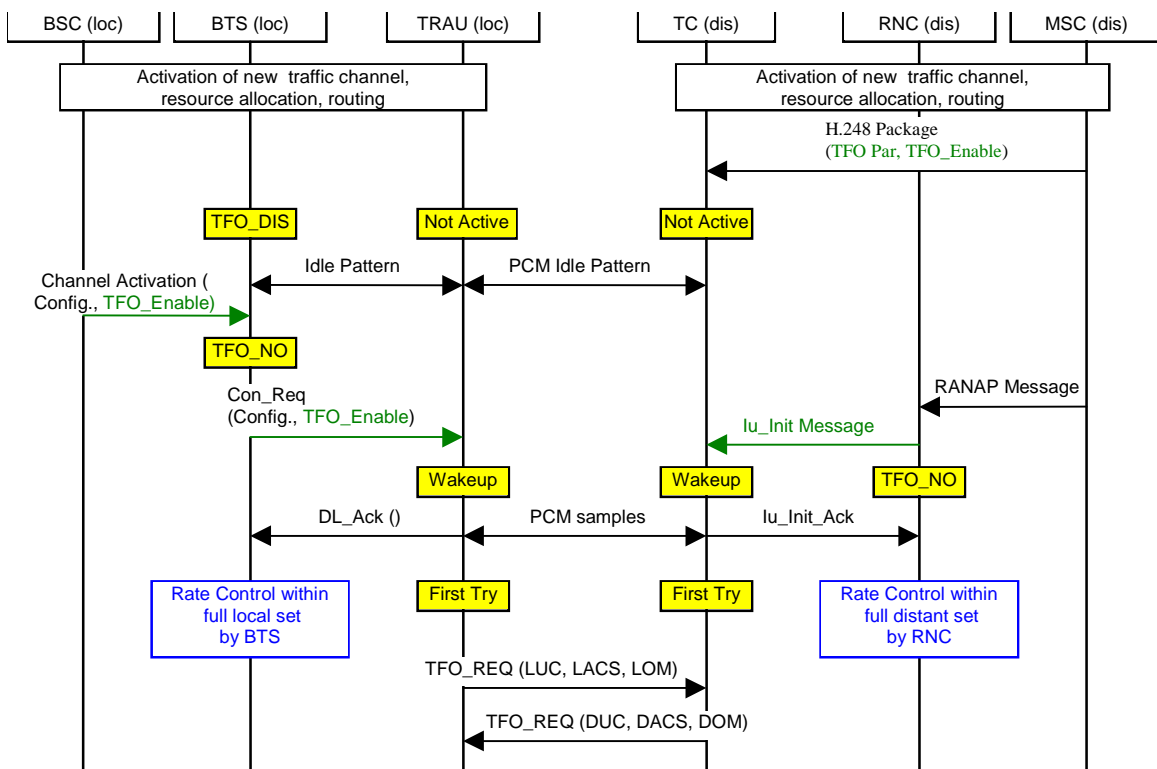 BSC (loc) BTS (loc) TRAU (loc) TC (dis) RNC (dis) MSC (dis)
Activation of new traffic channel, Activation of new traffic channel,
resource allocation, routing resource allocation, routing
H.248 Package
(TFO Par, TFO_Enable)
TFO_DIS Not Active Not Active
Idle Pattern PCM Idle Pattern
Channel Activation (
Config., TFO_Enable)
TFO_NO
Con_Req RANAP Message
(Config., TFO_Enable) Iu_Init Message
Wakeup Wakeup TFO_NO
DL_Ack () PCM samples Iu_Init_Ack
Rate Control within First Try First Try Rate Control within
full local set full distant set
by BTS by RNC
TFO_REQ (LUC, LACS, LOM)
TFO_REQ (DUC, DACS, DOM)